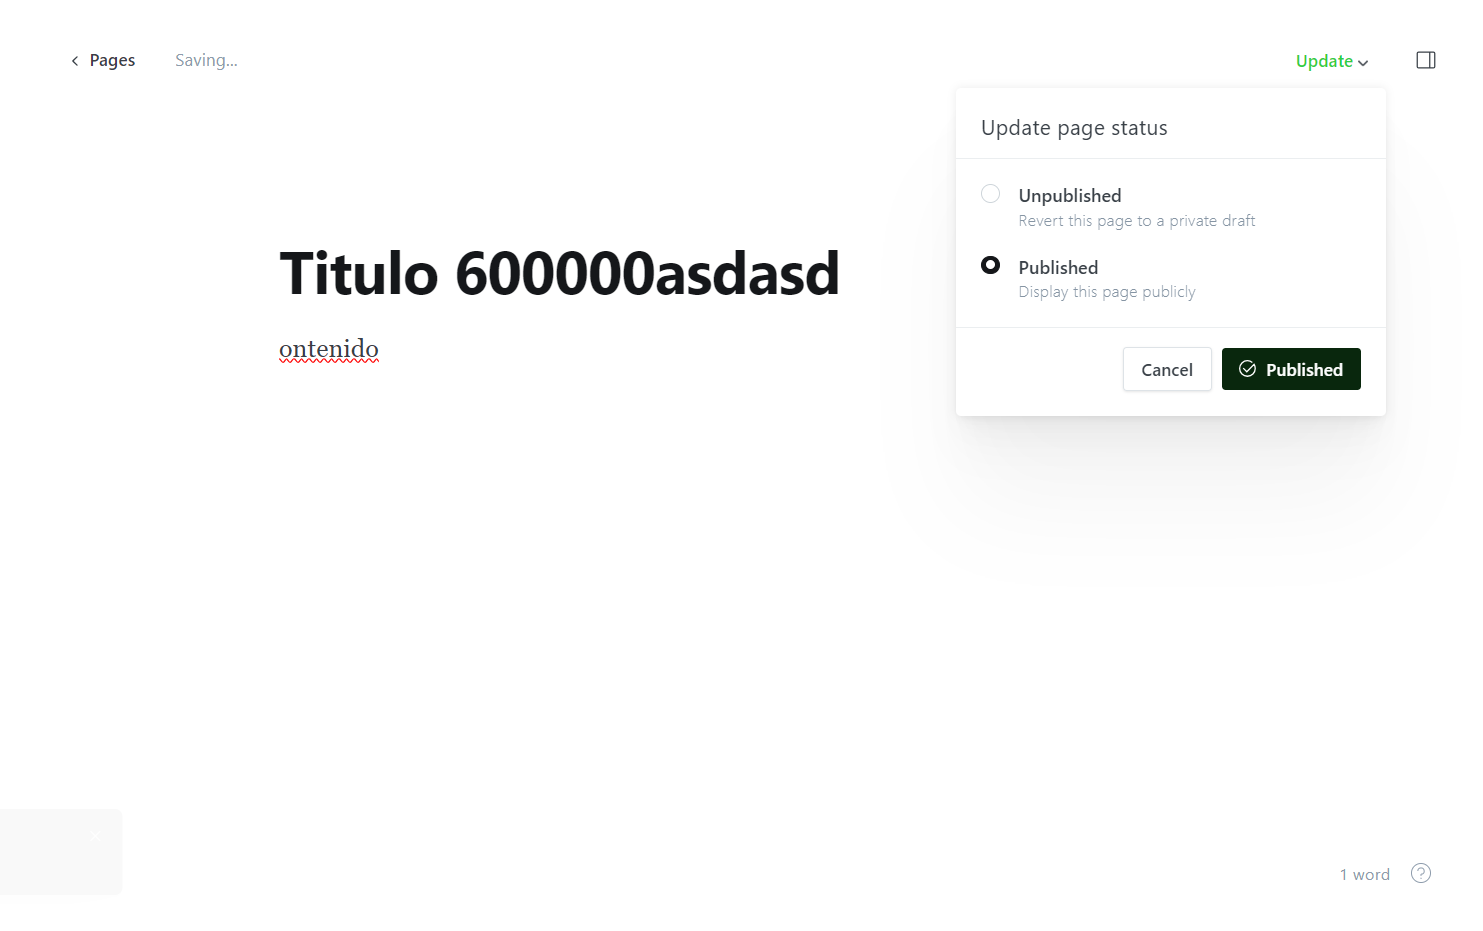 Pages
Saving...
Update
Update page status
Unpublished
Revert this page to a private draft
Published
Display this page publicly
Cancel
Published
Titulo 600000asdasd
ontenido
1 word
?